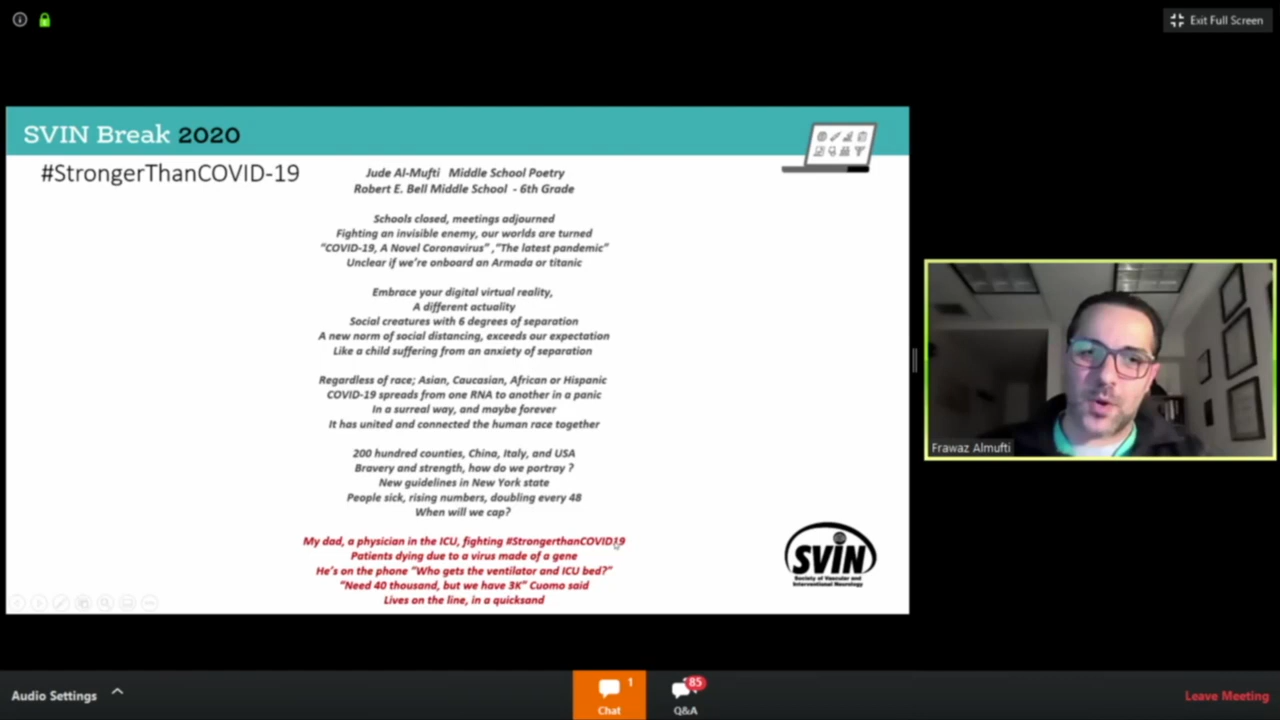 Exit Full Screen
SVIN Break 2020
#StrongerThanCOVID-19
Jude Al-Mufti Middle School Poetry
Robert E. Bell Middle School - 6th Grade
Schools closed, meetings adjourned
Fighting an invisible enemy, our worlds are turned
"COVID-19, A Novel Coronavirus" ,"The latest pandemic"
Unclear if we're onboard an Armada or titanic
Embrace your digital virtual reality,
A different actuality
Social creatures with 6 degrees of separation
A new norm of social distancing, exceeds our expectation
Like a child suffering from an anxiety of separation
Regardless of race; Asian, Caucasian, African or Hispanic
COVID-19 spreads from one RNA to another in a panic
In a surreal way, and maybe forever
It has united and connected the human race together
200 hundred counties, China, Italy, and USA
Bravery and strength, how do we portray ?
New guidelines in New York state
People sick, rising numbers, doubling every 48
When will we cap?
My dad, a physician in the ICU, fighting #StrongerthanCOVID19
Patients dying due to a virus made of a gene
He's on the phone "Who gets the ventilator and ICU bed?"
"Need 40 thousand, but we have 3K" Cuomo said
Lives on the line, in a quicksand
SVIN
Society of Vascular and
Interventional Neurology
Frawaz Almufti
Audio Settings
1
Chat
85
Q&A
Leave Meeting